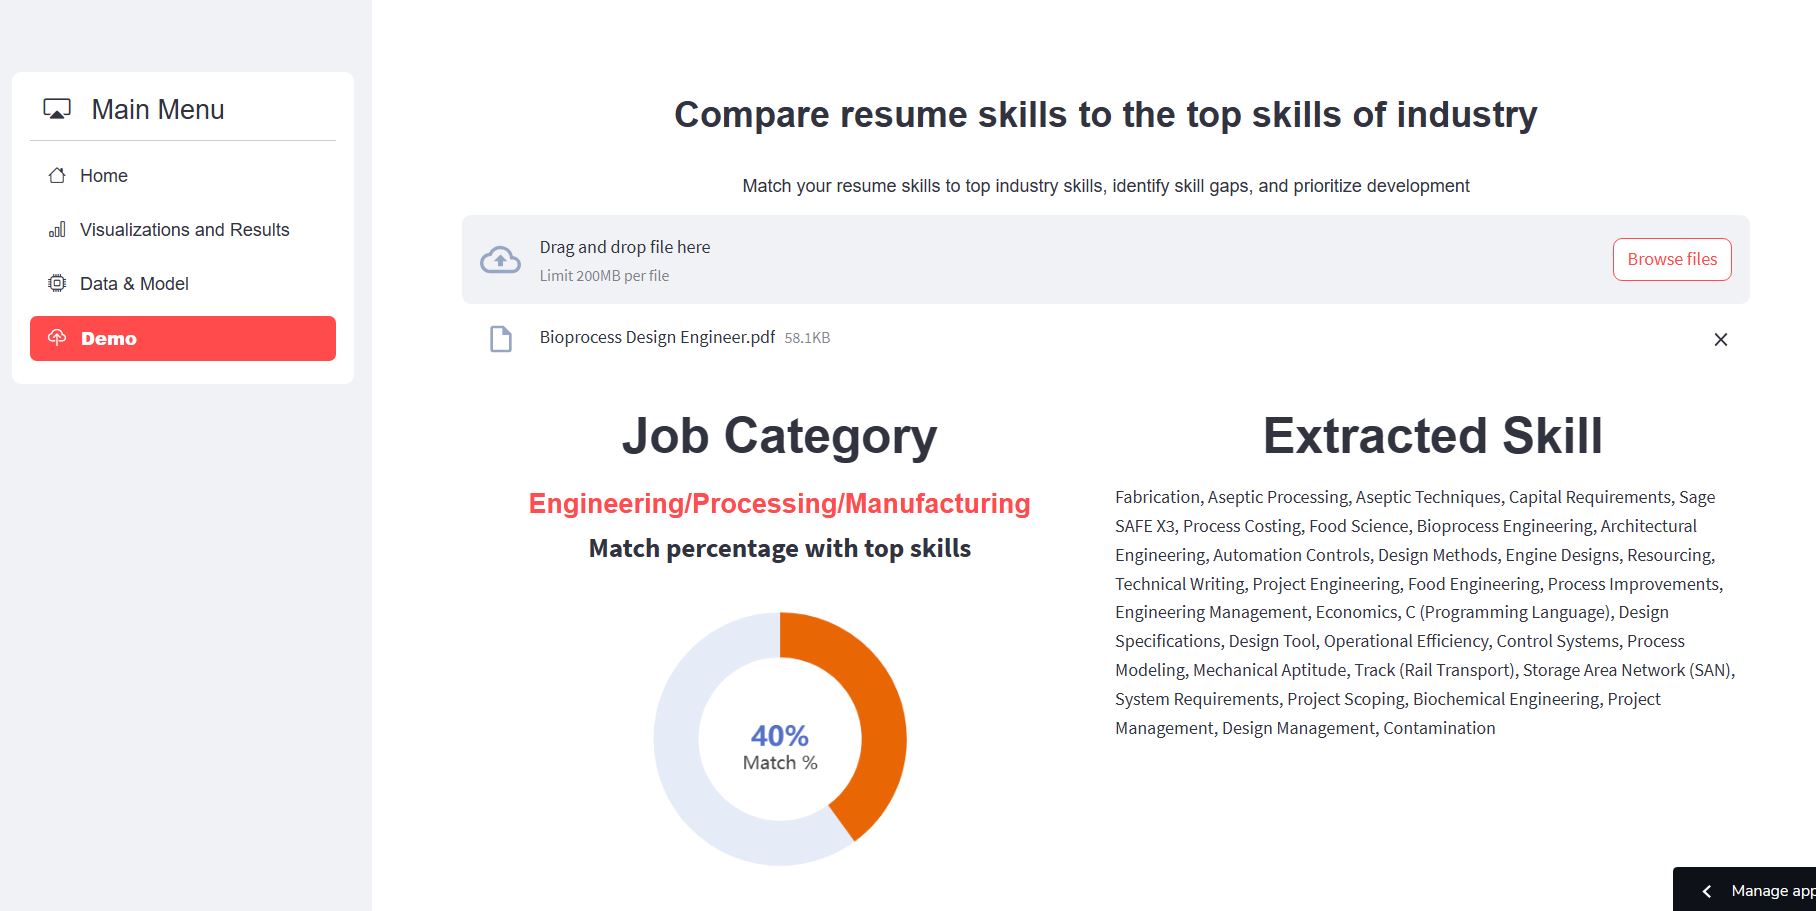 Main Menu
Home
Visualizations and Results
Data & Model
Demo
Compare resume skills to the top skills of industry
Match your resume skills to top industry skills, identify skill gaps, and prioritize development
Drag and drop file here
Limit 200MB per file
Browse files
Bioprocess Design Engineer.pdf 58.1KB
Job Category
Engineering/Processing/Manufacturing
Match percentage with top skills
40%
Match %
Extracted Skill
Fabrication, Aseptic Processing, Aseptic Techniques, Capital Requirements, Sage
SAFE X3, Process Costing, Food Science, Bioprocess Engineering, Architectural
Engineering, Automation Controls, Design Methods, Engine Designs, Resourcing,
Technical Writing, Project Engineering, Food Engineering, Process Improvements,
Engineering Management, Economics, C (Programming Language), Design
Specifications, Design Tool, Operational Efficiency, Control Systems, Process
Modeling, Mechanical Aptitude, Track (Rail Transport), Storage Area Network (SAN),
System Requirements, Project Scoping, Biochemical Engineering, Project
Management, Design Management, Contamination
Manage app